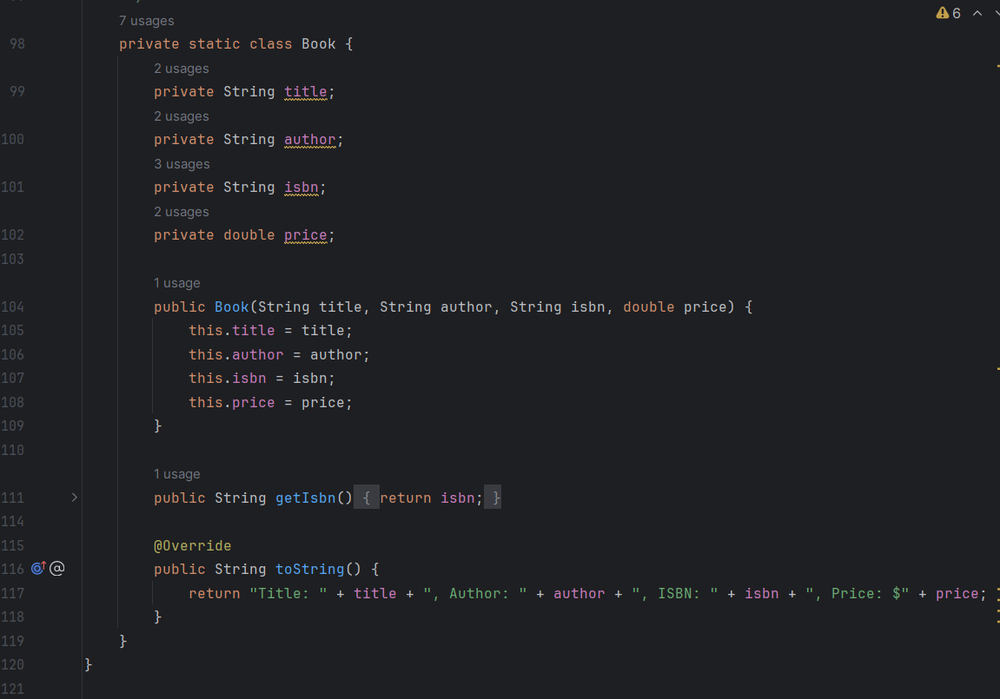 6
7 usages
98 private static class Book {
2 usages
99 private String title;
2 usages
100 private String author;
3 usages
101 private String isbn;
2 usages
102 private double price;
103
1 usage
104 public Book(String title, String author, String isbn, double price) {
105 this.title = title;
106 this.author = author;
107 this.isbn = isbn;
108 this.price = price;
109 }
110
1 usage
111 public String getIsbn() { return isbn; }
114
115 @Override
116 @ public String toString() {
117 return "Title: " + title + ", Author: " + author + ", ISBN: " + isbn + ", Price: $" + price;
118 }
119 }
120 }
121